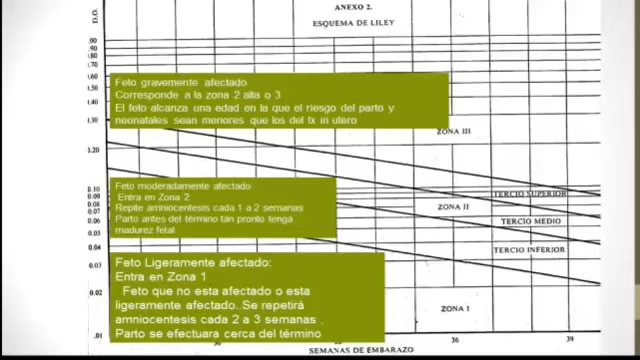 ANEXO 2.
ESQUEMA DE LILEY
D.O.
.00
.90
.80
.70
.60
.50
.40
.30
0.20
0.10
0.09
0.08
0.07
0.06
0.05
0.04
0.03
0.02
.01
Feto gravemente afectado
Corresponde a la zona 2 alta o 3
El feto alcanza una edad en la que el riesgo del parto y
neonatales sean menores que los del tx in utero
ZONA III
Feto moderadamente afectado
Entra en Zona 2
Repite amniocentesis cada 1 a 2 semanas
Parto antes del término tan pronto tenga
madurez fetal
TERCIO SUPERIOR
ZONA II
TERCIO MEDIO
TERCIO INFERIOR
Feto Ligeramente afectado:
Entra en Zona 1
Feto que no esta afectado o esta
ligeramente afectado..Se repetirá
amniocentesis cada 2 a 3 semanas .
Parto se efectuara cerca del término
ZONA I
36
39
SEMANAS DE EMBARAZO